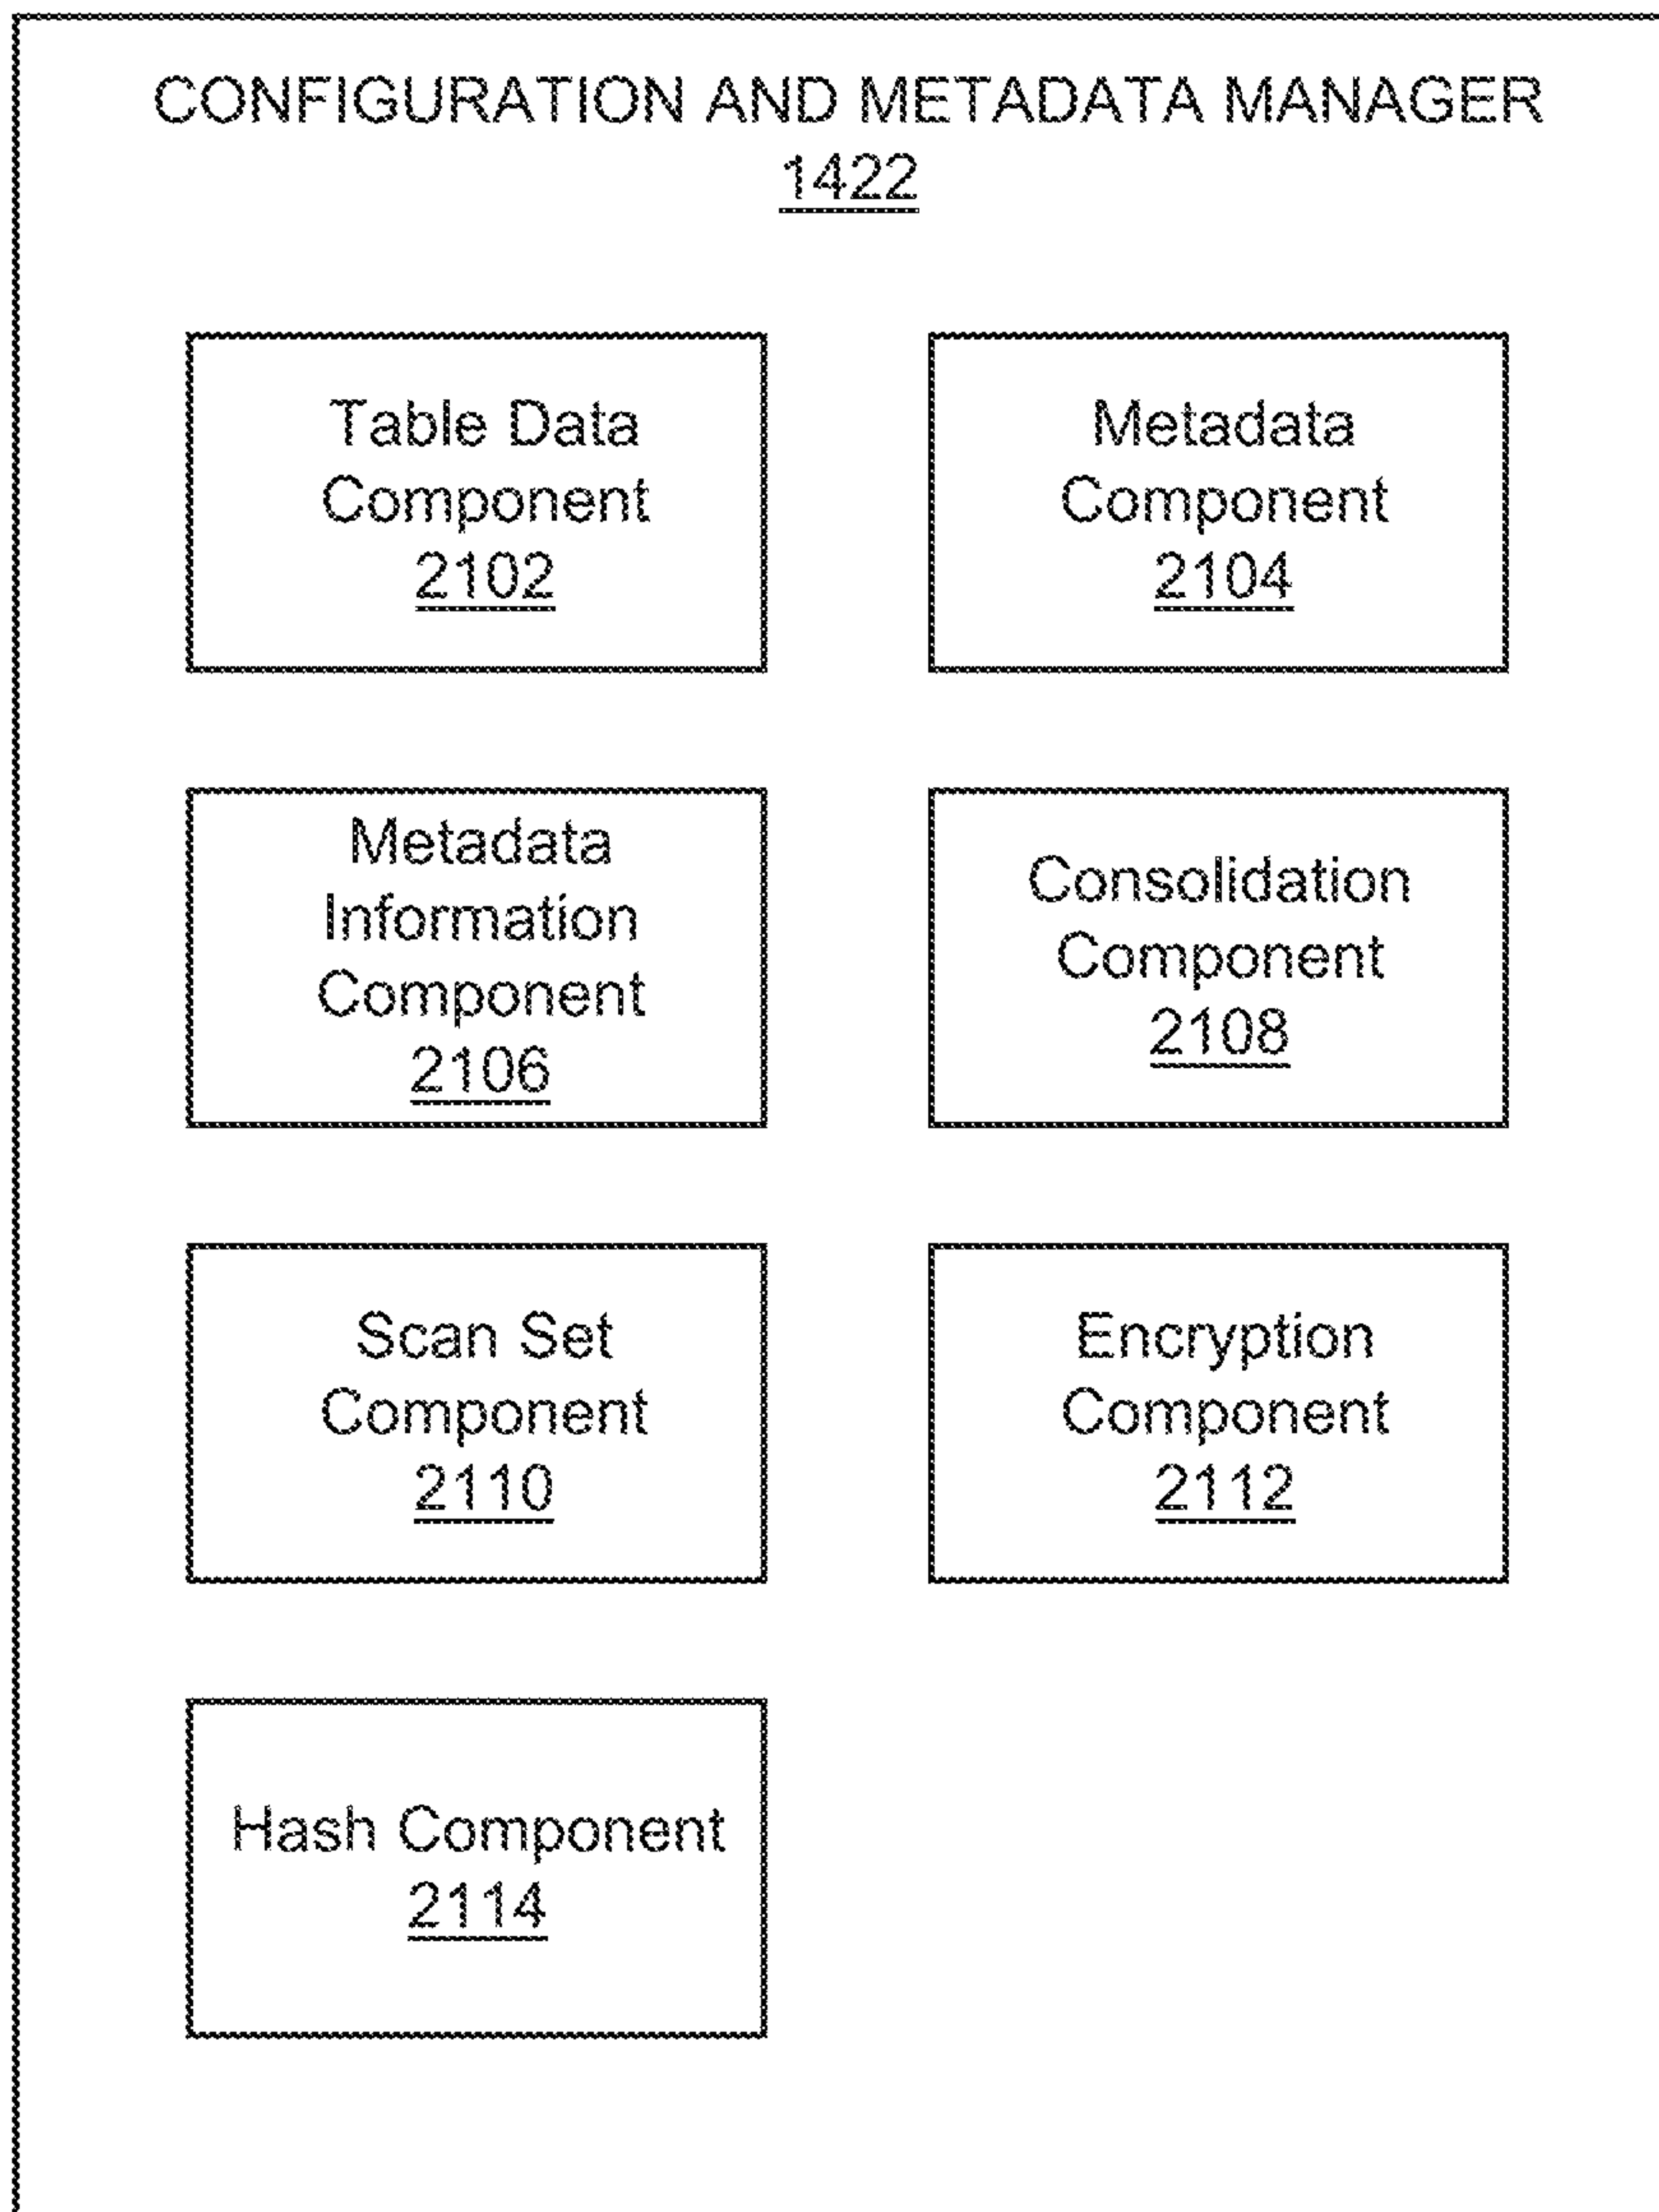 CONFIGURATION AND METADATA MANAGER
1422
Table Data
Component
2102
Metadata
Component
2104
Metadata
Information
Component
2106
Consolidation
Component
2108
Scan Set
Component
2110
Encryption
Component
2112
Hash Component
2114